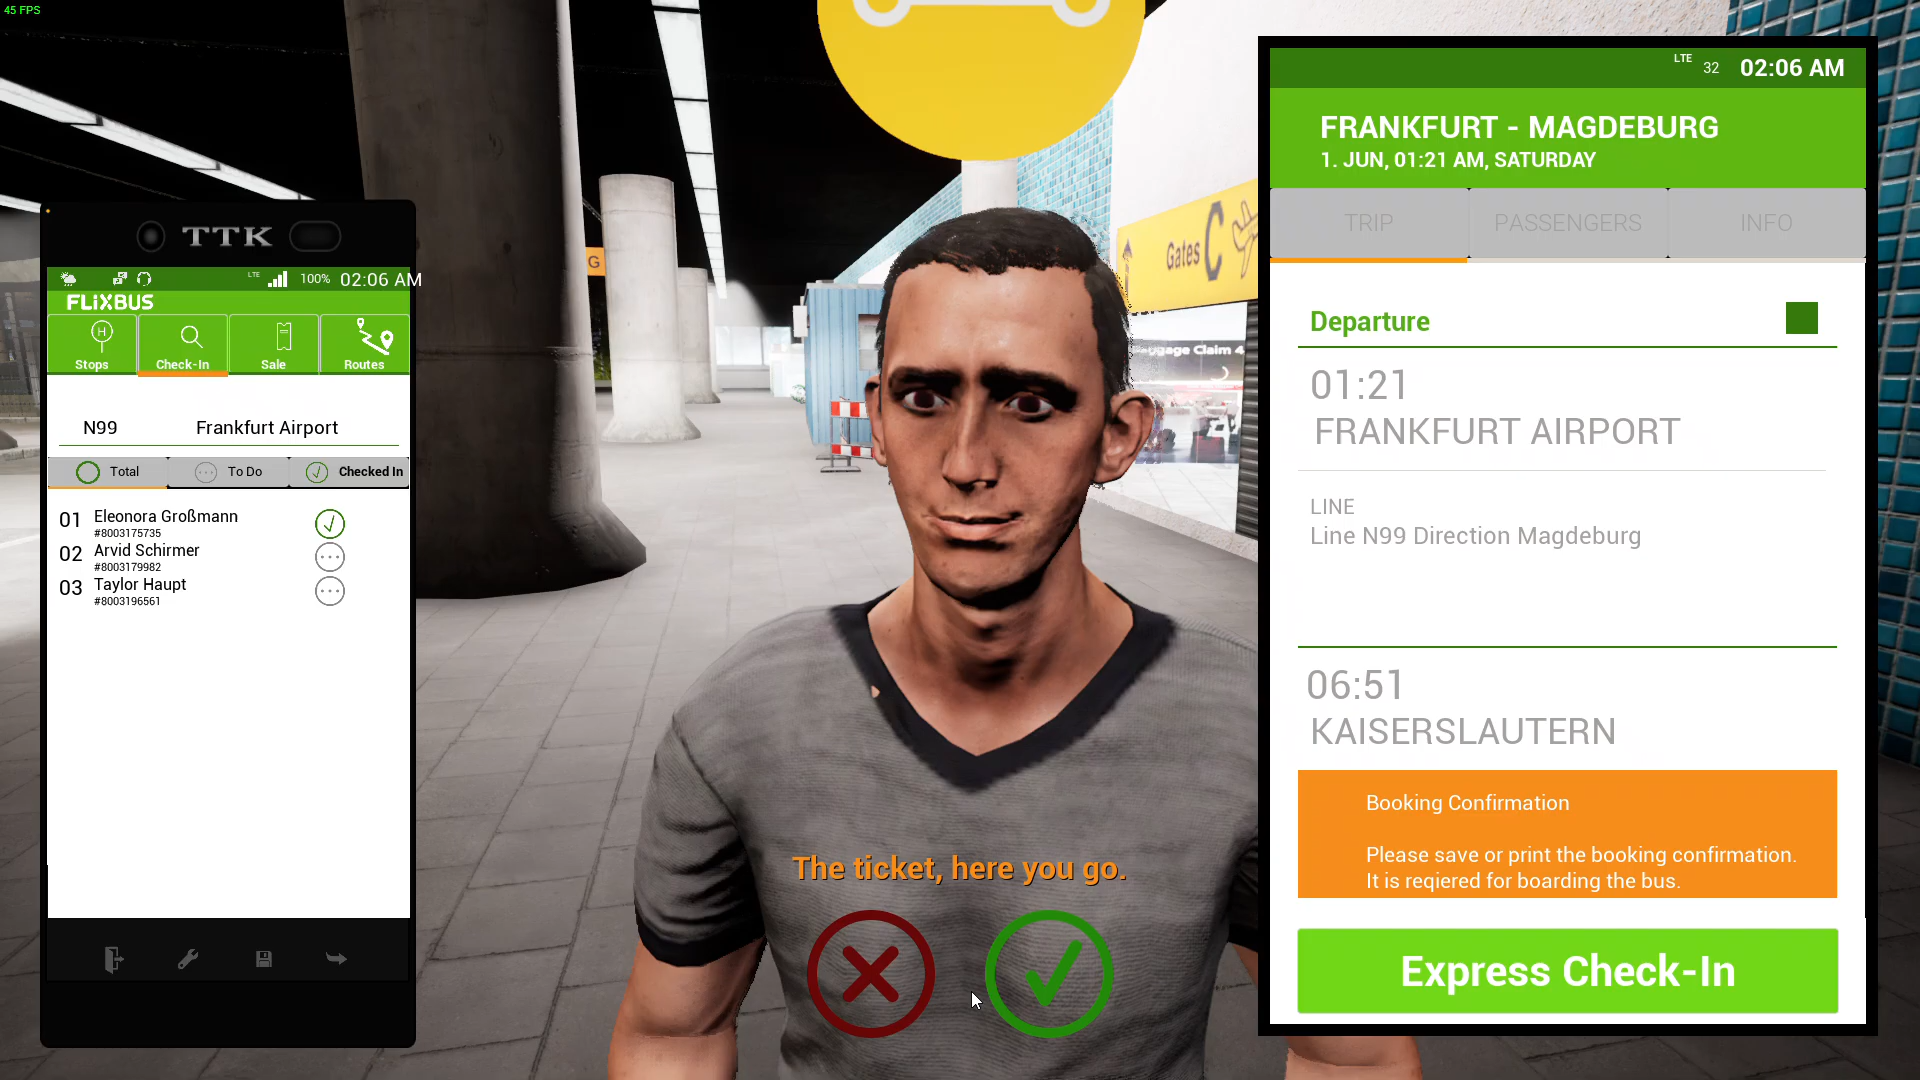 45 FPS
TTK
LTE 100% 02:06 AM
FLiXBUS
Stops Check-In Sale Routes
N99 Frankfurt Airport
Total To Do Checked In
01 Eleonora Großmann
#8003175735
02 Arvid Schirmer
#8003179982
03 Taylor Haupt
#8003196561
G
Gates C
Claim 4
The ticket, here you go.
LTE 32 02:06 AM
FRANKFURT - MAGDEBURG
1. JUN, 01:21 AM, SATURDAY
TRIP PASSENGERS INFO
Departure
01:21
FRANKFURT AIRPORT
LINE
Line N99 Direction Magdeburg
06:51
KAISERSLAUTERN
Booking Confirmation
Please save or print the booking confirmation.
It is reqiered for boarding the bus.
Express Check-In